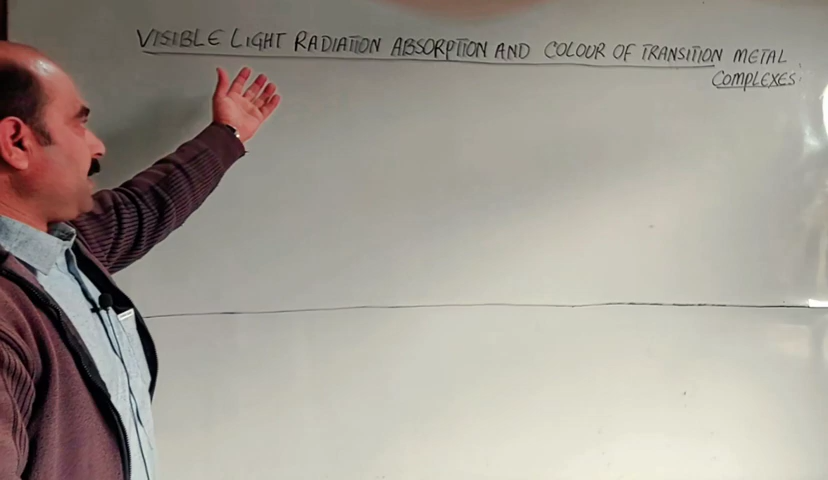 VISIBLE LIGHT RADIATION ABSORPTION AND COLOUR OF TRANSITION METAL
COMPLEXES.